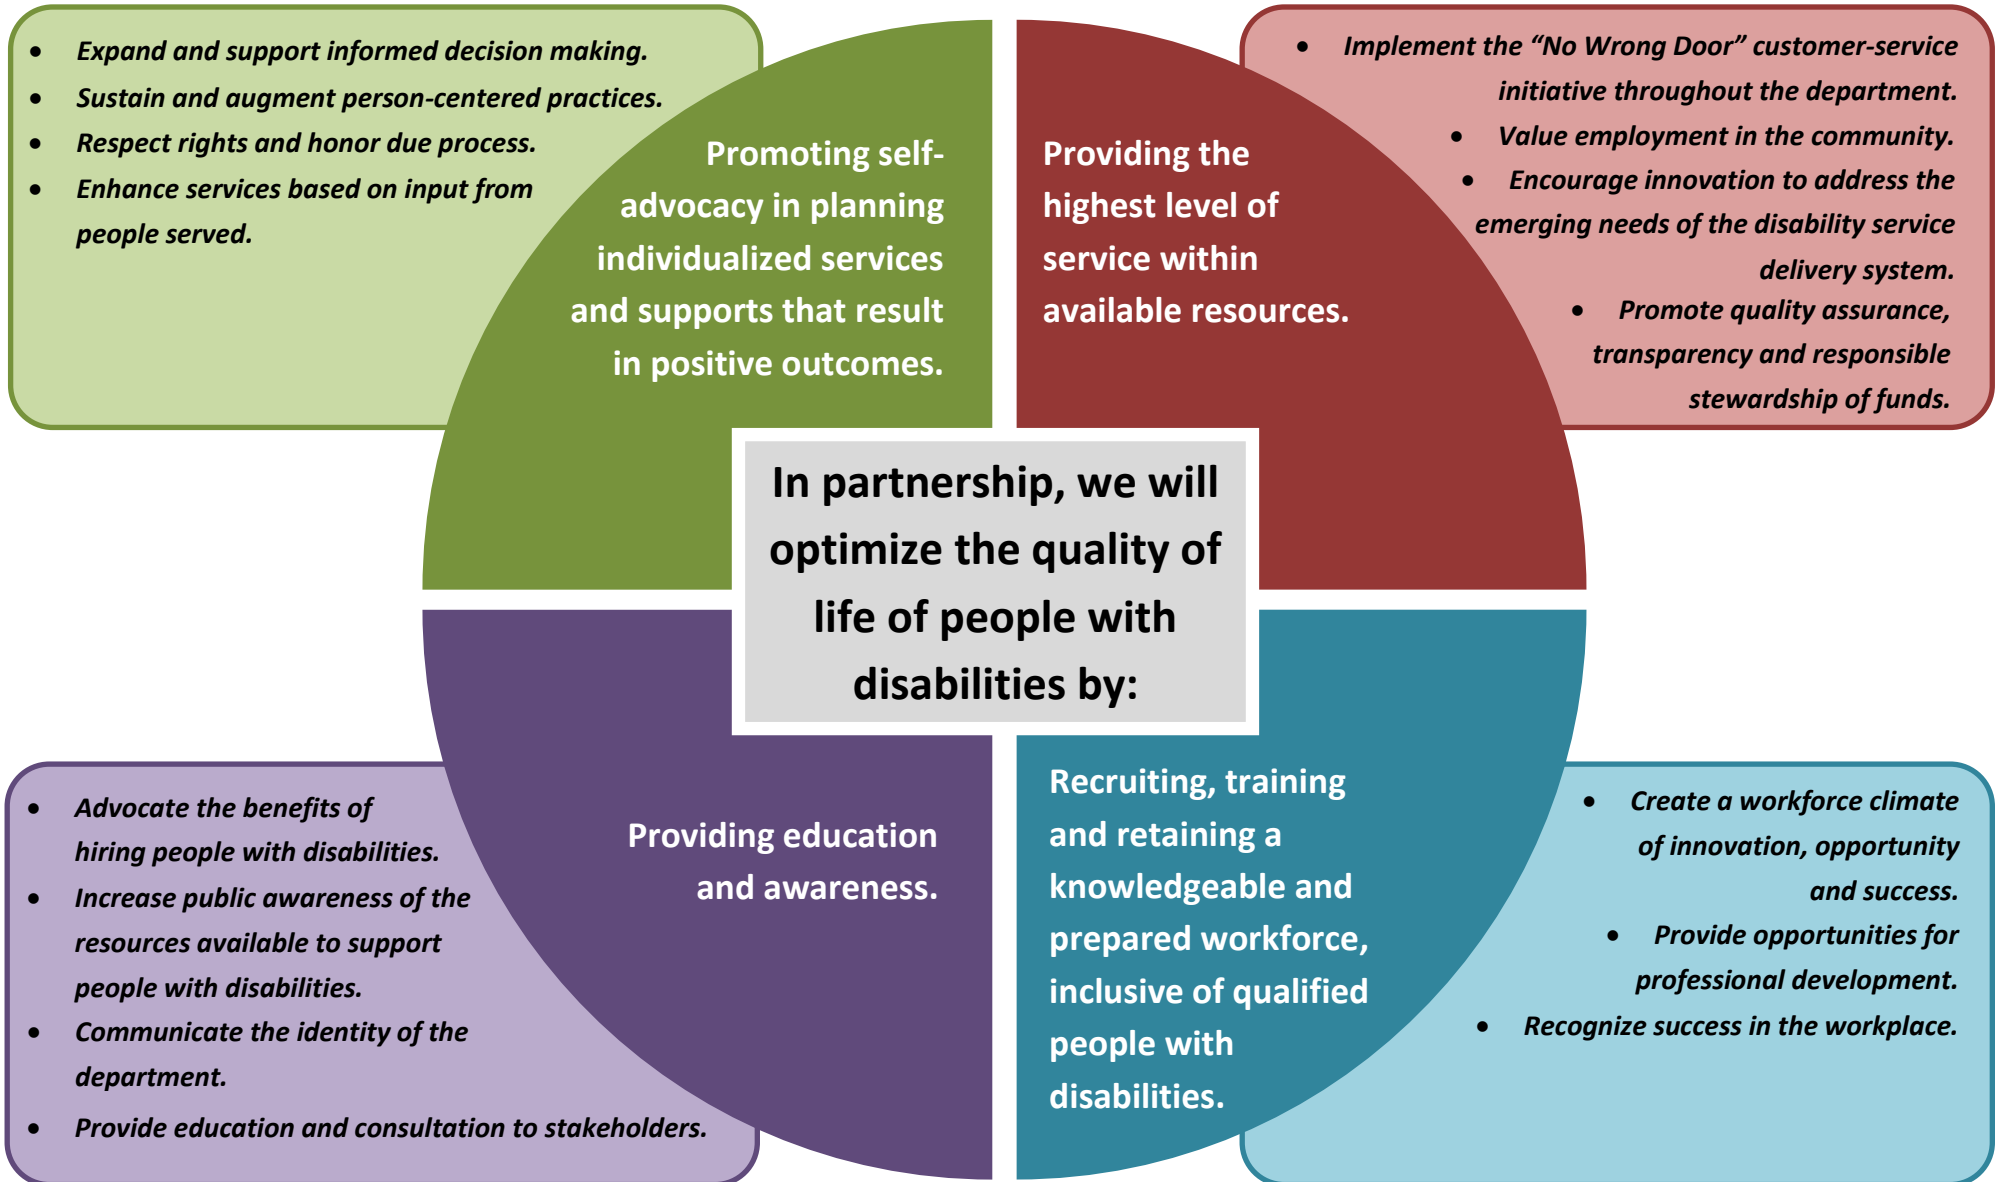 • Expand and support informed decision making.
• Sustain and augment person-centered practices.
• Respect rights and honor due process.
• Enhance services based on input from
people served.
Promoting self-
advocacy in planning
individualized services
and supports that result
in positive outcomes.
Providing the
highest level of
service within
available resources.
• Implement the “No Wrong Door” customer-service
initiative throughout the department.
• Value employment in the community.
• Encourage innovation to address the
emerging needs of the disability service
delivery system.
• Promote quality assurance,
transparency and responsible
stewardship of funds.
In partnership, we will
optimize the quality of
life of people with
disabilities by:
• Advocate the benefits of
hiring people with disabilities.
• Increase public awareness of the
resources available to support
people with disabilities.
• Communicate the identity of the
department.
• Provide education and consultation to stakeholders.
Providing education
and awareness.
Recruiting, training
and retaining a
knowledgeable and
prepared workforce,
inclusive of qualified
people with
disabilities.
• Create a workforce climate
of innovation, opportunity
and success.
• Provide opportunities for
professional development.
• Recognize success in the workplace.